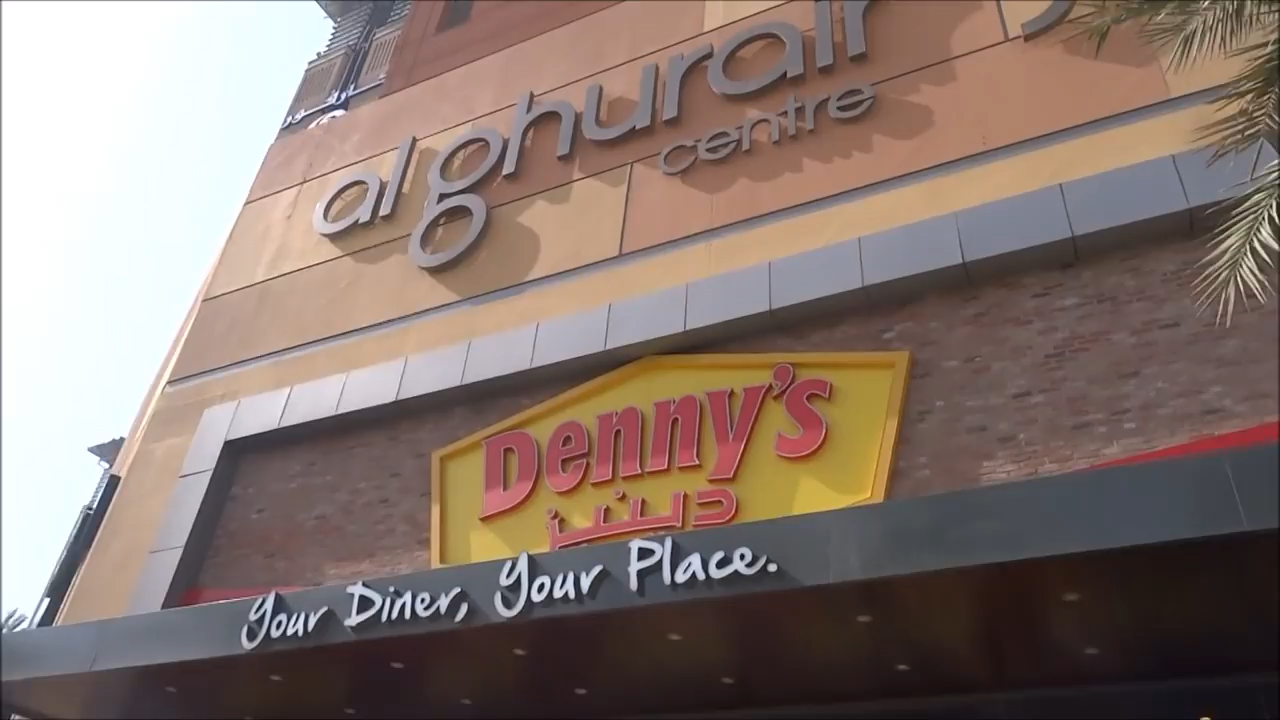 al ghurair
centre
Denny's
دينيز
Your Diner, Your Place.